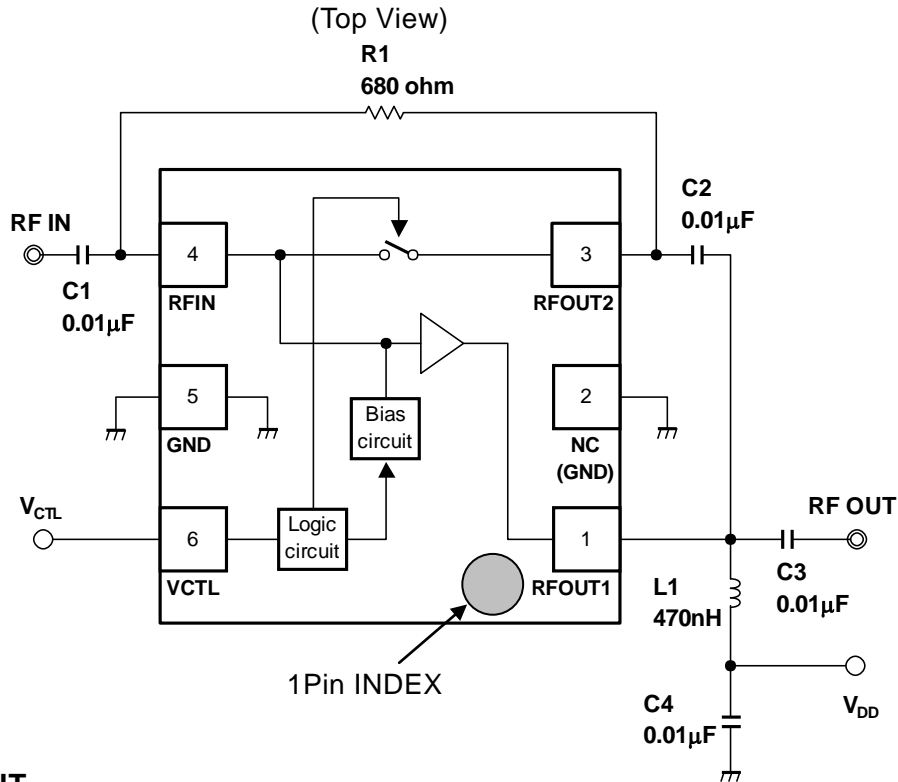 (Top View)
R1
680 ohm
C2
0.01μF
RF IN
4
3
C1
0.01μF
RFIN
RFOUT2
5
2
Bias
circuit
GND
NC
(GND)
VCTL
RF OUT
6
Logic
circuit
1
VCTL
RFOUT1
L1
470nH
C3
0.01μF
1Pin INDEX
C4
0.01μF
VDD